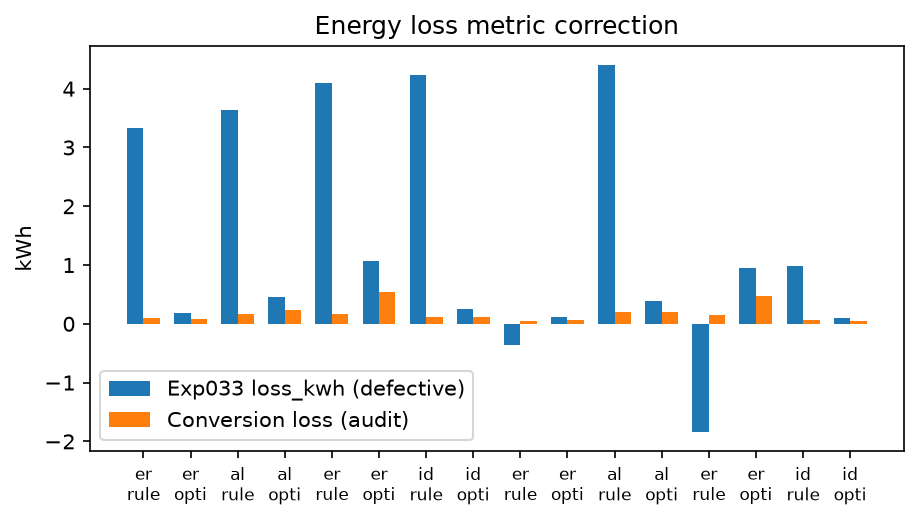 Energy loss metric correction
kWh
4
3
2
1
0
−1
−2
Exp033 loss_kwh (defective)
Conversion loss (audit)
er er al al er er id id er er al al er er id id
rule opti rule opti rule opti rule opti rule opti rule opti rule opti rule opti